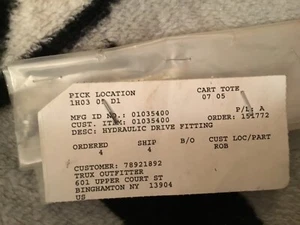 PICK LOCATION CART TOTE
1H03 05 D1 07 05
P/L: A
MFG ID NO.: 01035400 ORDER: 151772
CUST. ITEM: 01035400
DESC: HYDRAULIC DRIVE FITTING
ORDERED SHIP B/O CUST LOC/PART
4 4 ROB
CUSTOMER: 78921892
TRUX OUTFITTER
601 UPPER COURT ST
BINGHAMTON NY 13904
US